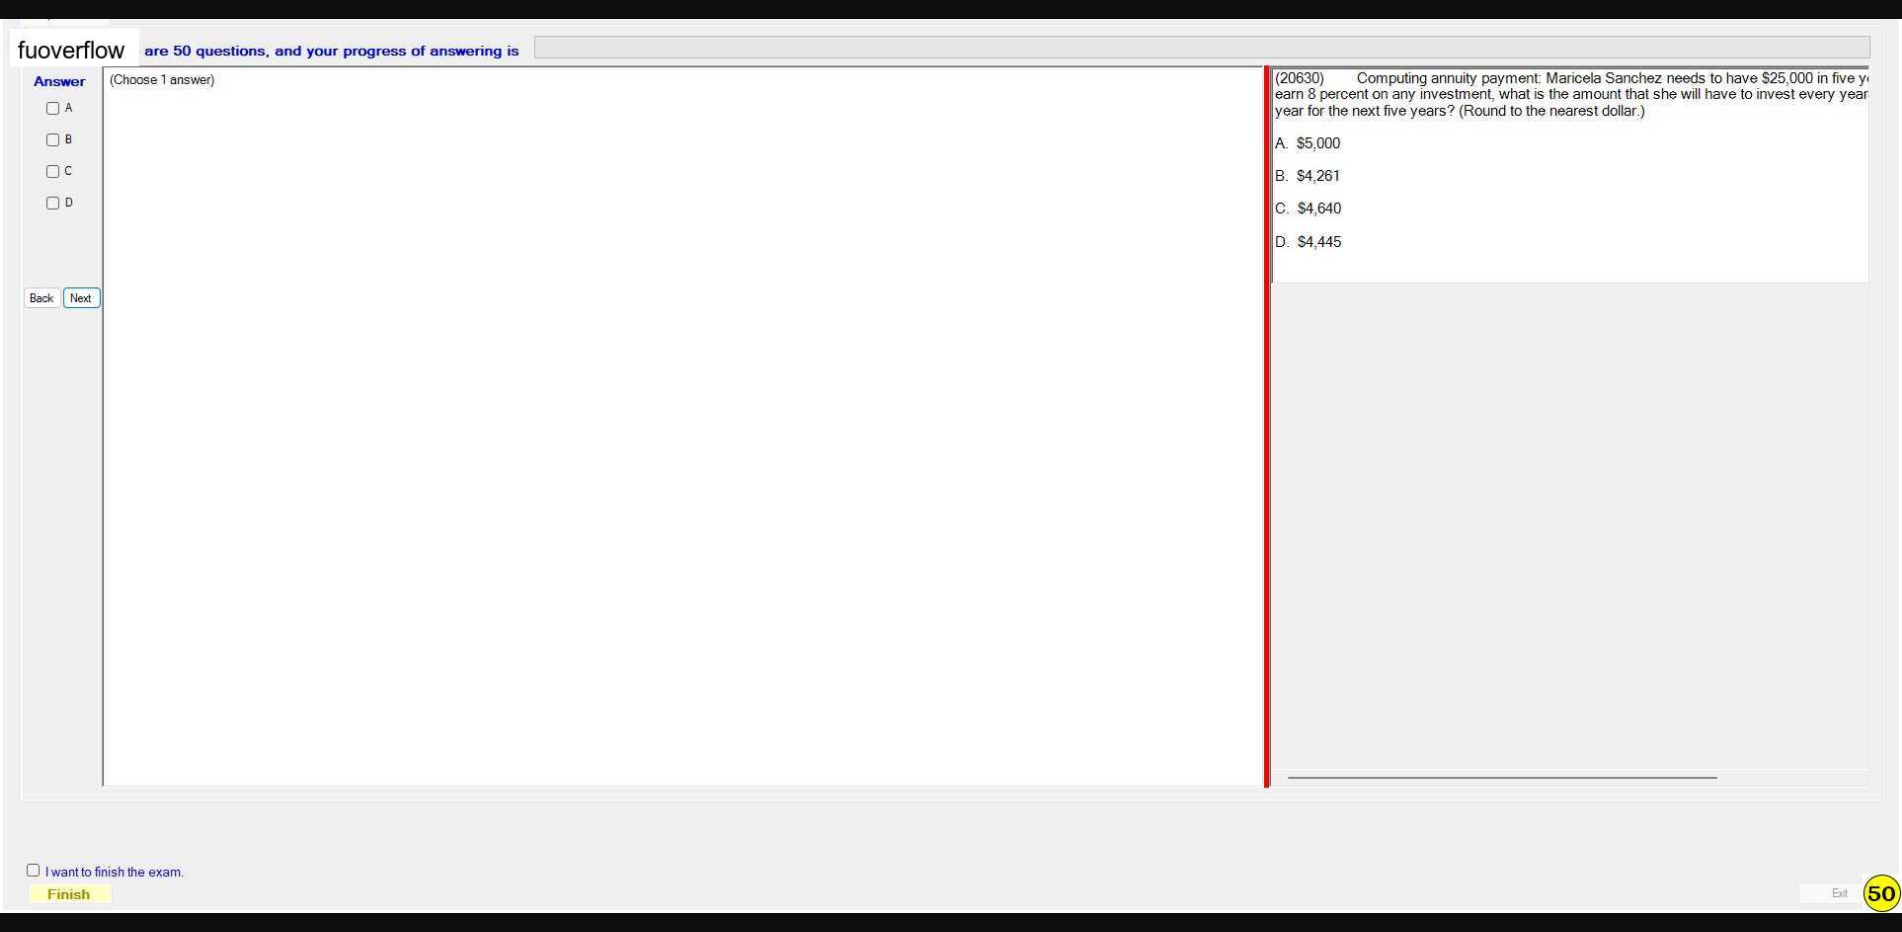 fuoverflow are 50 questions, and your progress of answering is
Answer
(Choose 1 answer)
A
B
C
D
Back Next
(20630) Computing annuity payment: Maricela Sanchez needs to have $25,000 in five
earn 8 percent on any investment, what is the amount that she will have to invest every year
year for the next five years? (Round to the nearest dollar.)
A. $5,000
B. $4,261
C. $4,640
D. $4,445
I want to finish the exam.
Finish
Exit 50